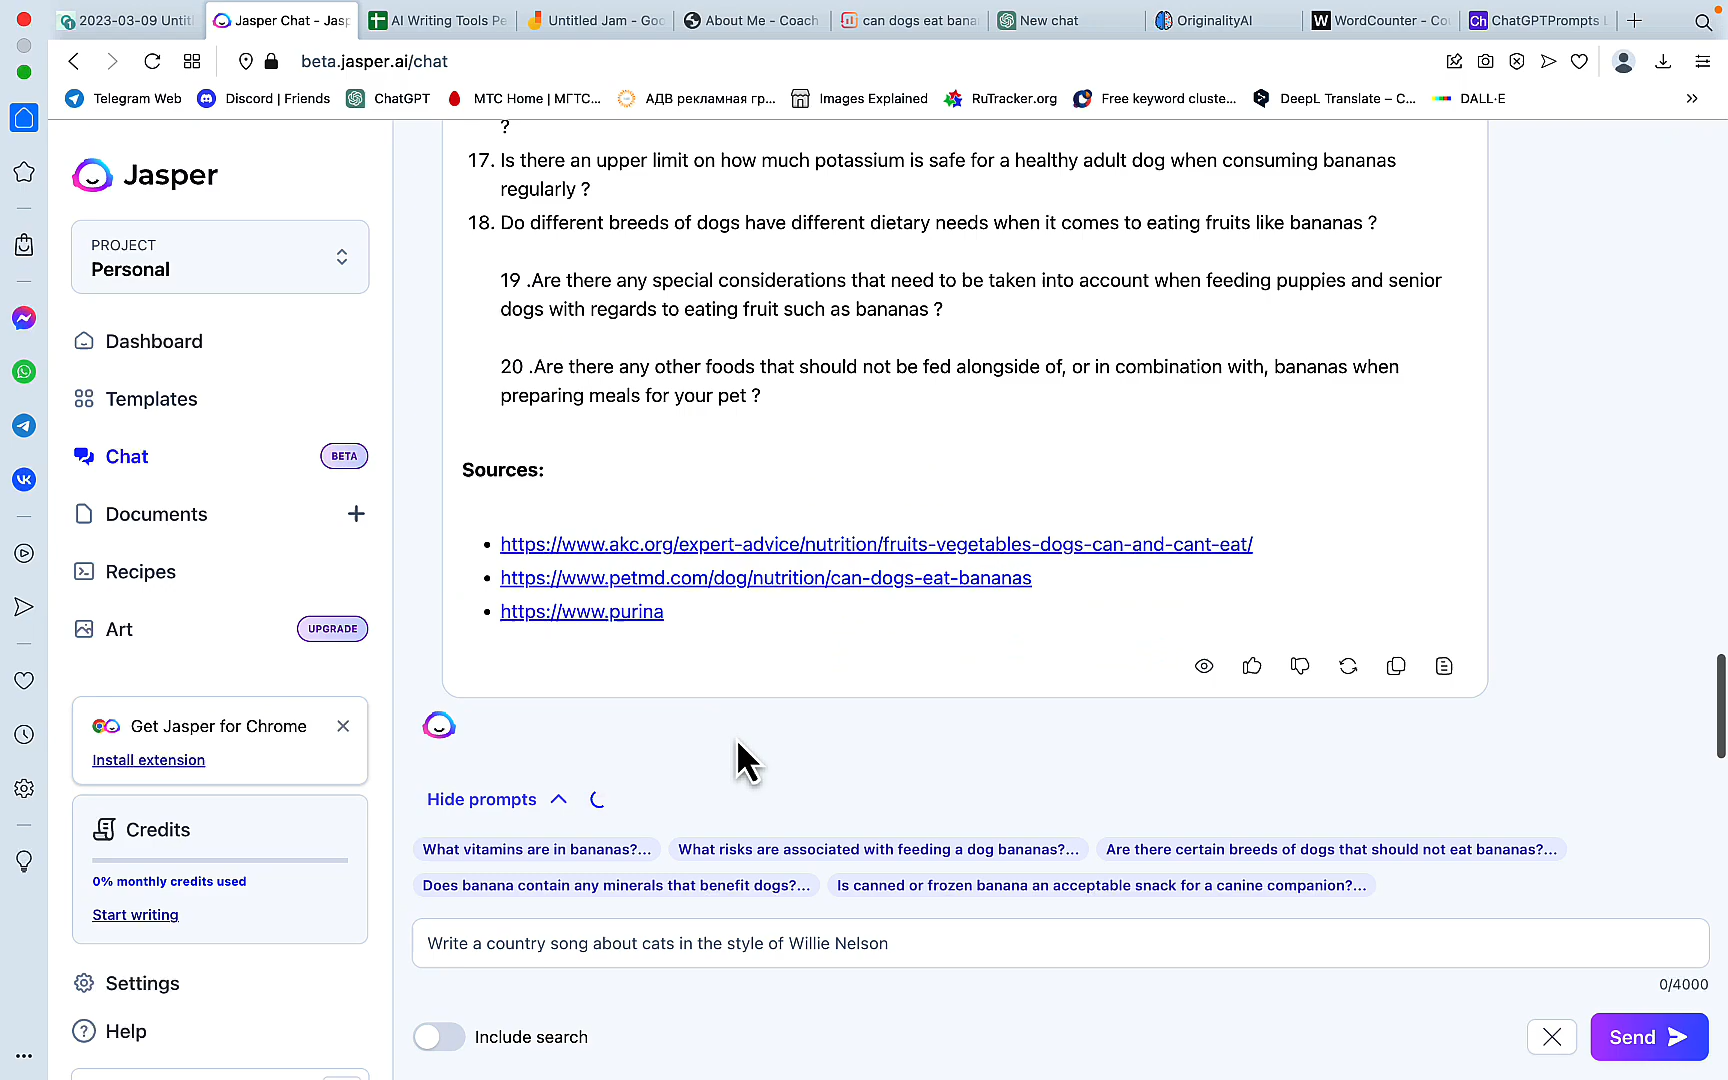 2023-03-09 Untitl
Jasper Chat - Jasp
AI Writing Tools Pe
Untitled Jam - Goo
About Me - Coach
can dogs eat bana
New chat
OriginalityAI
WordCounter - Co
ChatGPTPrompts L
beta.jasper.ai/chat
Telegram Web
Discord | Friends
ChatGPT
МТС Home | МГТС...
АДВ рекламная гр...
Images Explained
RuTracker.org
Free keyword cluste...
DeepL Translate – C...
DALL·E
Jasper
PROJECT
Personal
Dashboard
Templates
Chat
BETA
Documents
Recipes
Art
UPGRADE
Get Jasper for Chrome
Install extension
Credits
0% monthly credits used
Start writing
Settings
Help
?
17. Is there an upper limit on how much potassium is safe for a healthy adult dog when consuming bananas
regularly ?
18. Do different breeds of dogs have different dietary needs when it comes to eating fruits like bananas ?
19 .Are there any special considerations that need to be taken into account when feeding puppies and senior
dogs with regards to eating fruit such as bananas ?
20 .Are there any other foods that should not be fed alongside of, or in combination with, bananas when
preparing meals for your pet ?
Sources:
• https://www.akc.org/expert-advice/nutrition/fruits-vegetables-dogs-can-and-cant-eat/
• https://www.petmd.com/dog/nutrition/can-dogs-eat-bananas
• https://www.purina
Hide prompts
What vitamins are in bananas?...
What risks are associated with feeding a dog bananas?...
Are there certain breeds of dogs that should not eat bananas?...
Does banana contain any minerals that benefit dogs?...
Is canned or frozen banana an acceptable snack for a canine companion?...
Write a country song about cats in the style of Willie Nelson
0/4000
Include search
Send